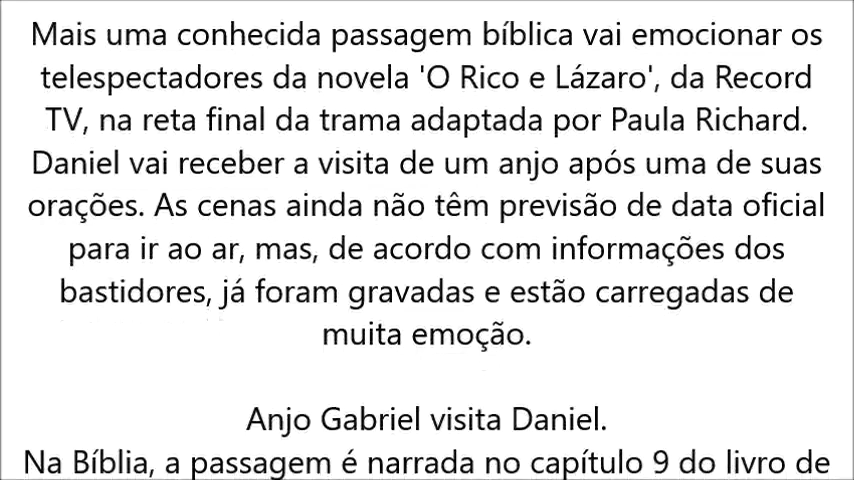 Mais uma conhecida passagem bíblica vai emocionar os
telespectadores da novela 'O Rico e Lázaro', da Record
TV, na reta final da trama adaptada por Paula Richard.
Daniel vai receber a visita de um anjo após uma de suas
orações. As cenas ainda não têm previsão de data oficial
para ir ao ar, mas, de acordo com informações dos
bastidores, já foram gravadas e estão carregadas de
muita emoção.
Anjo Gabriel visita Daniel.
Na Bíblia, a passagem é narrada no capítulo 9 do livro de